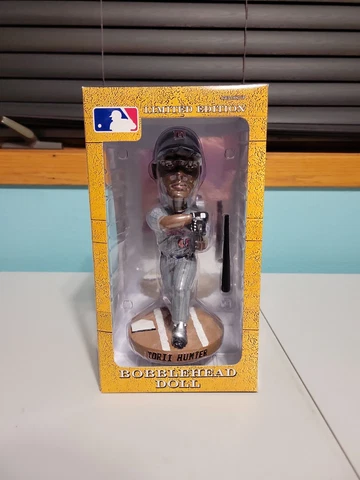 LIMITED EDITION
TORII HUNTER
BOBBLEHEAD
DOLL